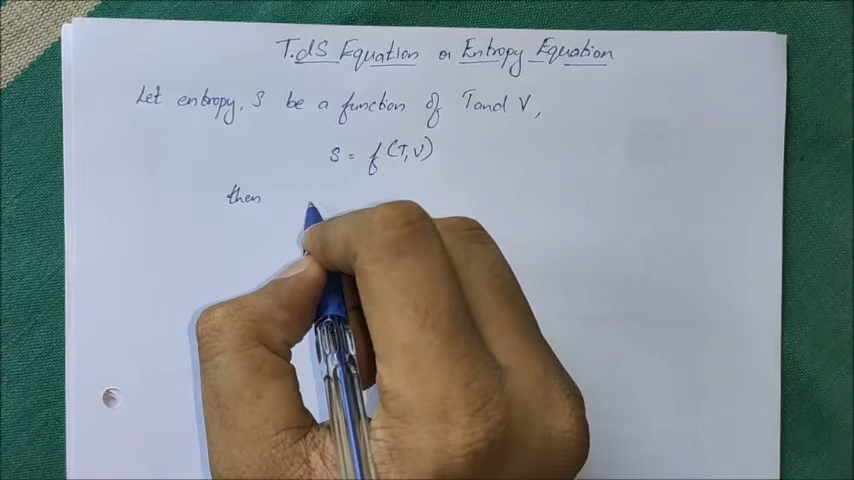 T.dS Equation or Entropy Equation
Let entropy, S be a function of T and V,
S = f(T,V)
then